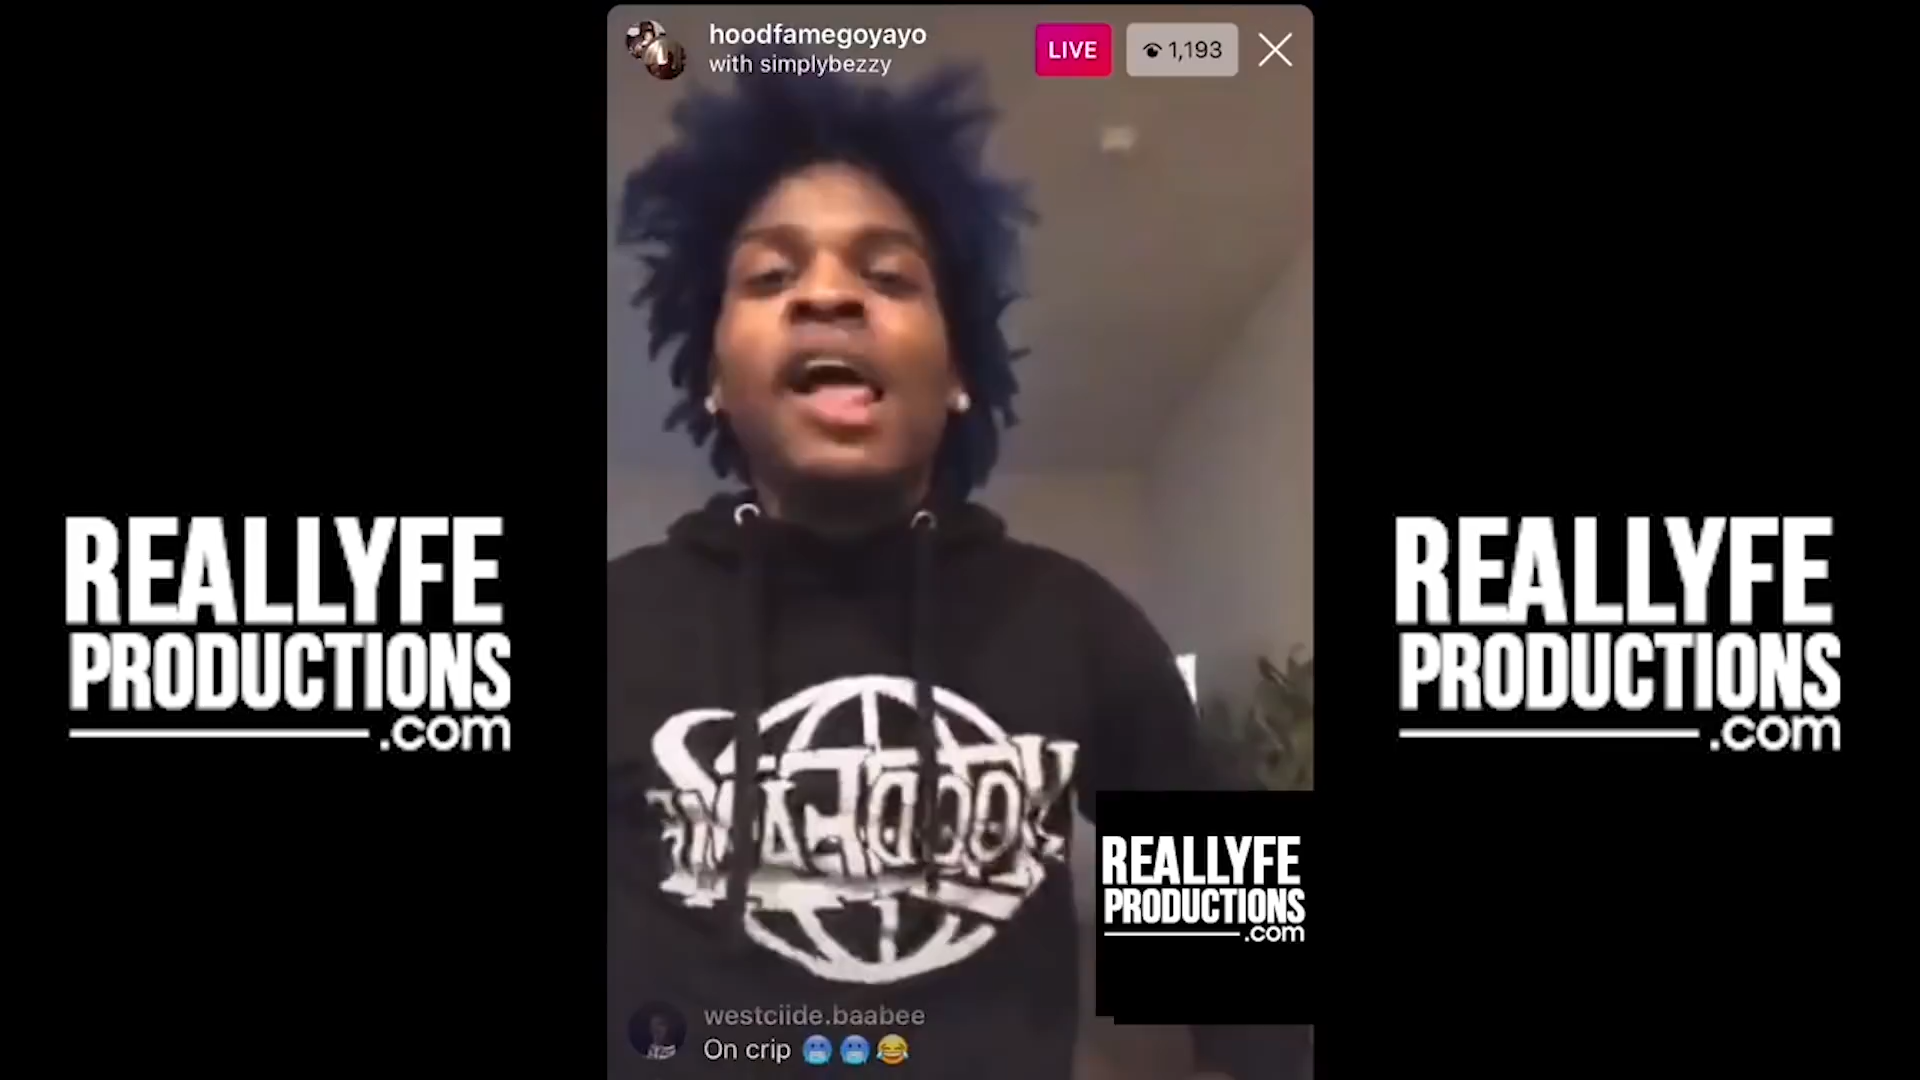 hoodfamegoyayo
with simplybezzy
LIVE
1,193
REALLYFE
PRODUCTIONS
.com
REALLYFE
PRODUCTIONS
.com
REALLYFE
PRODUCTIONS
.com
westciide.baabee
On crip 🥶🥶😂